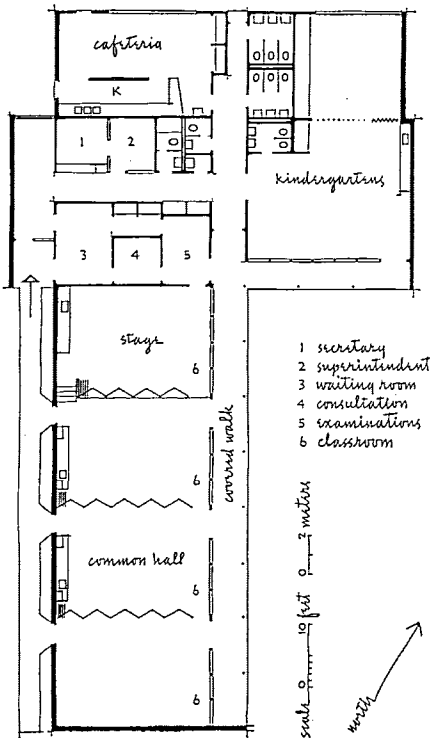 cafeteria
K
1 2
kindergartens
3 4 5
stage
6
covered walk
6
common hall
6
6
1 secretary
2 superintendent
3 waiting room
4 consultation
5 examinations
6 classroom
scale 0 10 feet 0 2 meters
north